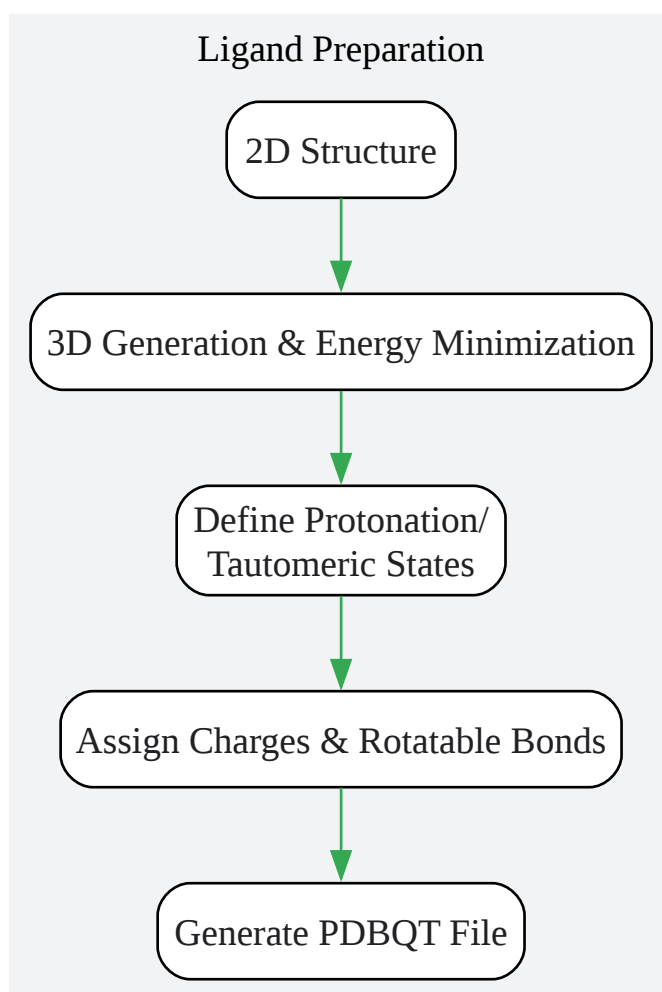 Ligand Preparation
2D Structure
3D Generation & Energy Minimization
Define Protonation/
Tautomeric States
Assign Charges & Rotatable Bonds
Generate PDBQT File